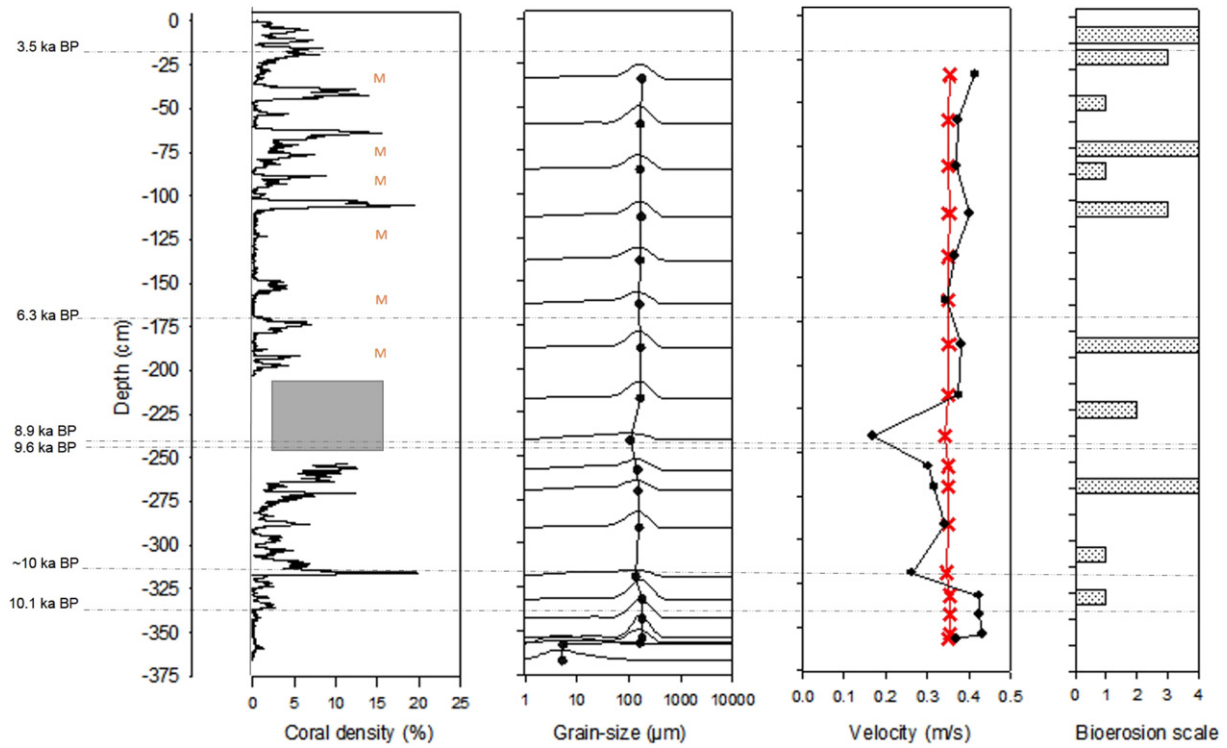 3.5 ka BP
6.3 ka BP
8.9 ka BP
9.6 ka BP
~10 ka BP
10.1 ka BP
Depth (cm)
0
-25
-50
-75
-100
-125
-150
-175
-200
-225
-250
-275
-300
-325
-350
-375
M
M
M
M
M
M
0 5 10 15 20 25
Coral density (%)
1 10 100 1000 10000
Grain-size (µm)
0.0 0.1 0.2 0.3 0.4 0.5
Velocity (m/s)
0 1 2 3 4
Bioerosion scale